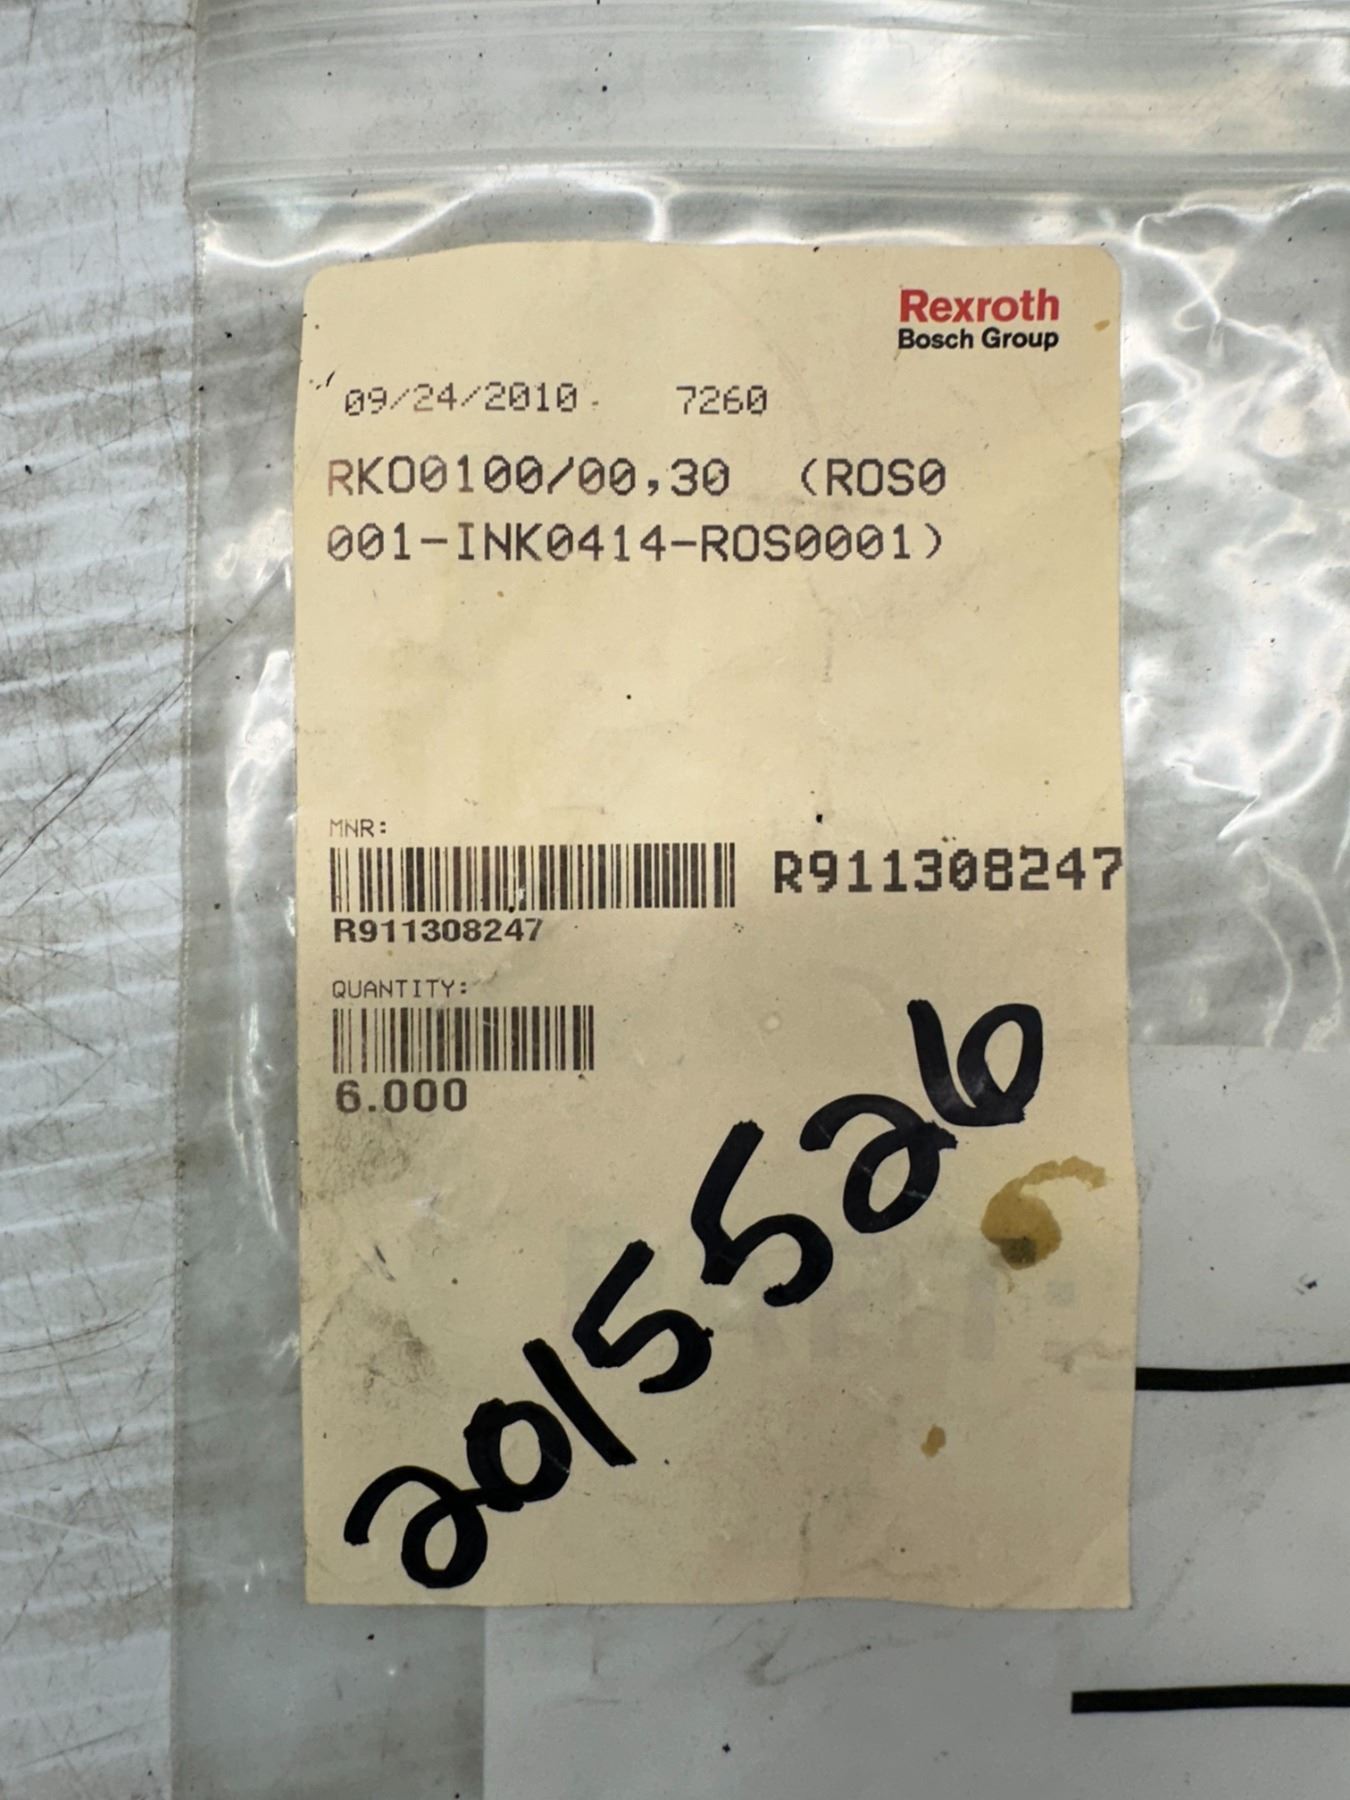 Rexroth
Bosch Group
09/24/2010 7260
RKO0100/00,30 (ROS0
001-INK0414-ROS0001)
MNR:
R911308247
R911308247
QUANTITY:
6.000
2015526